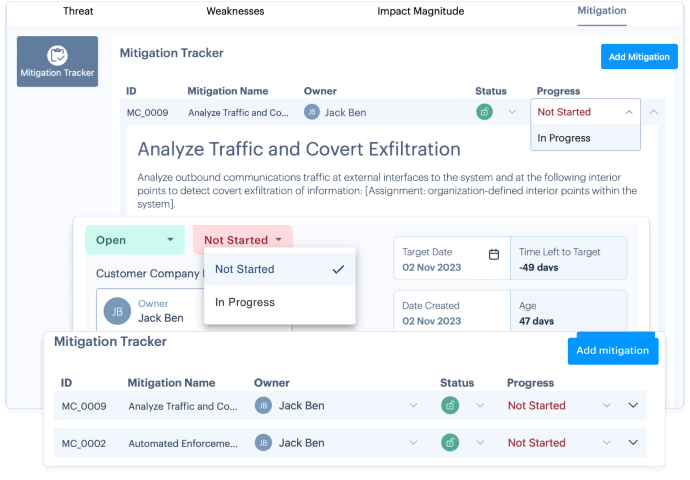 Threat Weaknesses Impact Magnitude Mitigation
Mitigation Tracker
Mitigation Tracker
Add Mitigation
ID Mitigation Name Owner Status Progress
MC_0009 Analyze Traffic and Co... JB Jack Ben Not Started
In Progress
Analyze Traffic and Covert Exfiltration
Analyze outbound communications traffic at external interfaces to the system and at the following interior
points to detect covert exfiltration of information: [Assignment: organization-defined interior points within the
system].
Open Not Started
Not Started
In Progress
Target Date
02 Nov 2023
Time Left to Target
-49 days
Customer Company
JB
Owner
Jack Ben
Date Created
02 Nov 2023
Age
47 days
Mitigation Tracker
Add mitigation
ID Mitigation Name Owner Status Progress
MC_0009 Analyze Traffic and Co... JB Jack Ben Not Started
MC_0002 Automated Enforceme... JB Jack Ben Not Started